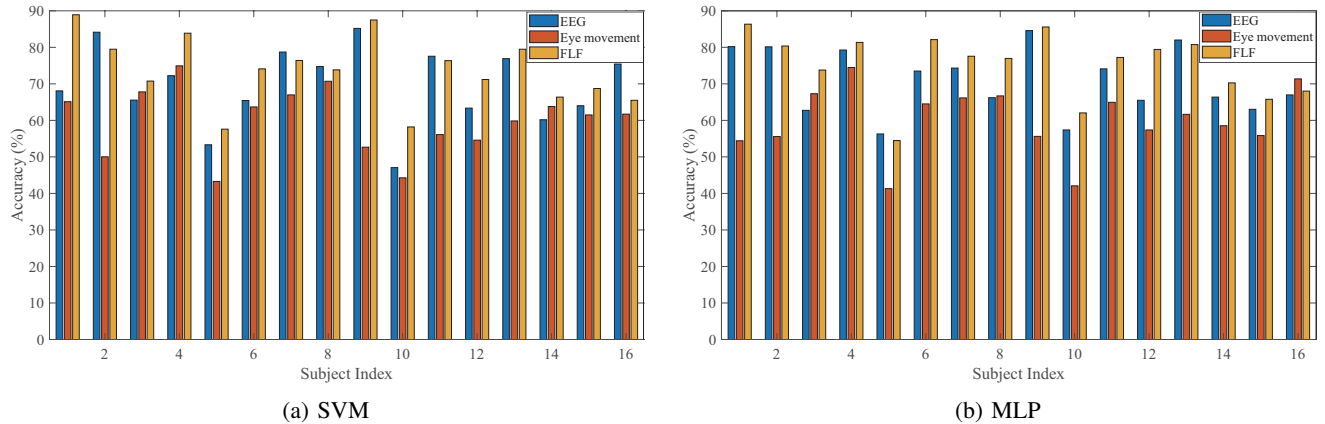 90
80
70
60
50
40
30
20
10
0
Accuracy (%)
EEG
Eye movement
FLF
2 4 6 8 10 12 14 16
Subject Index
(a) SVM
90
80
70
60
50
40
30
20
10
0
Accuracy (%)
EEG
Eye movement
FLF
2 4 6 8 10 12 14 16
Subject Index
(b) MLP